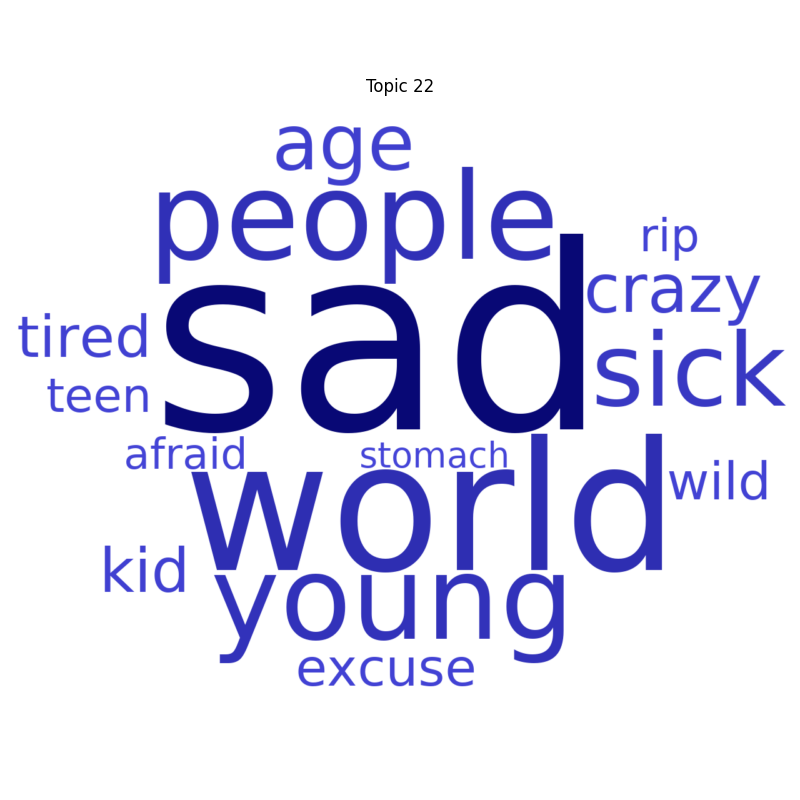 Topic 22
age
people
rip
crazy
sad
tired
sick
teen
afraid
stomach
world
wild
kid
young
excuse